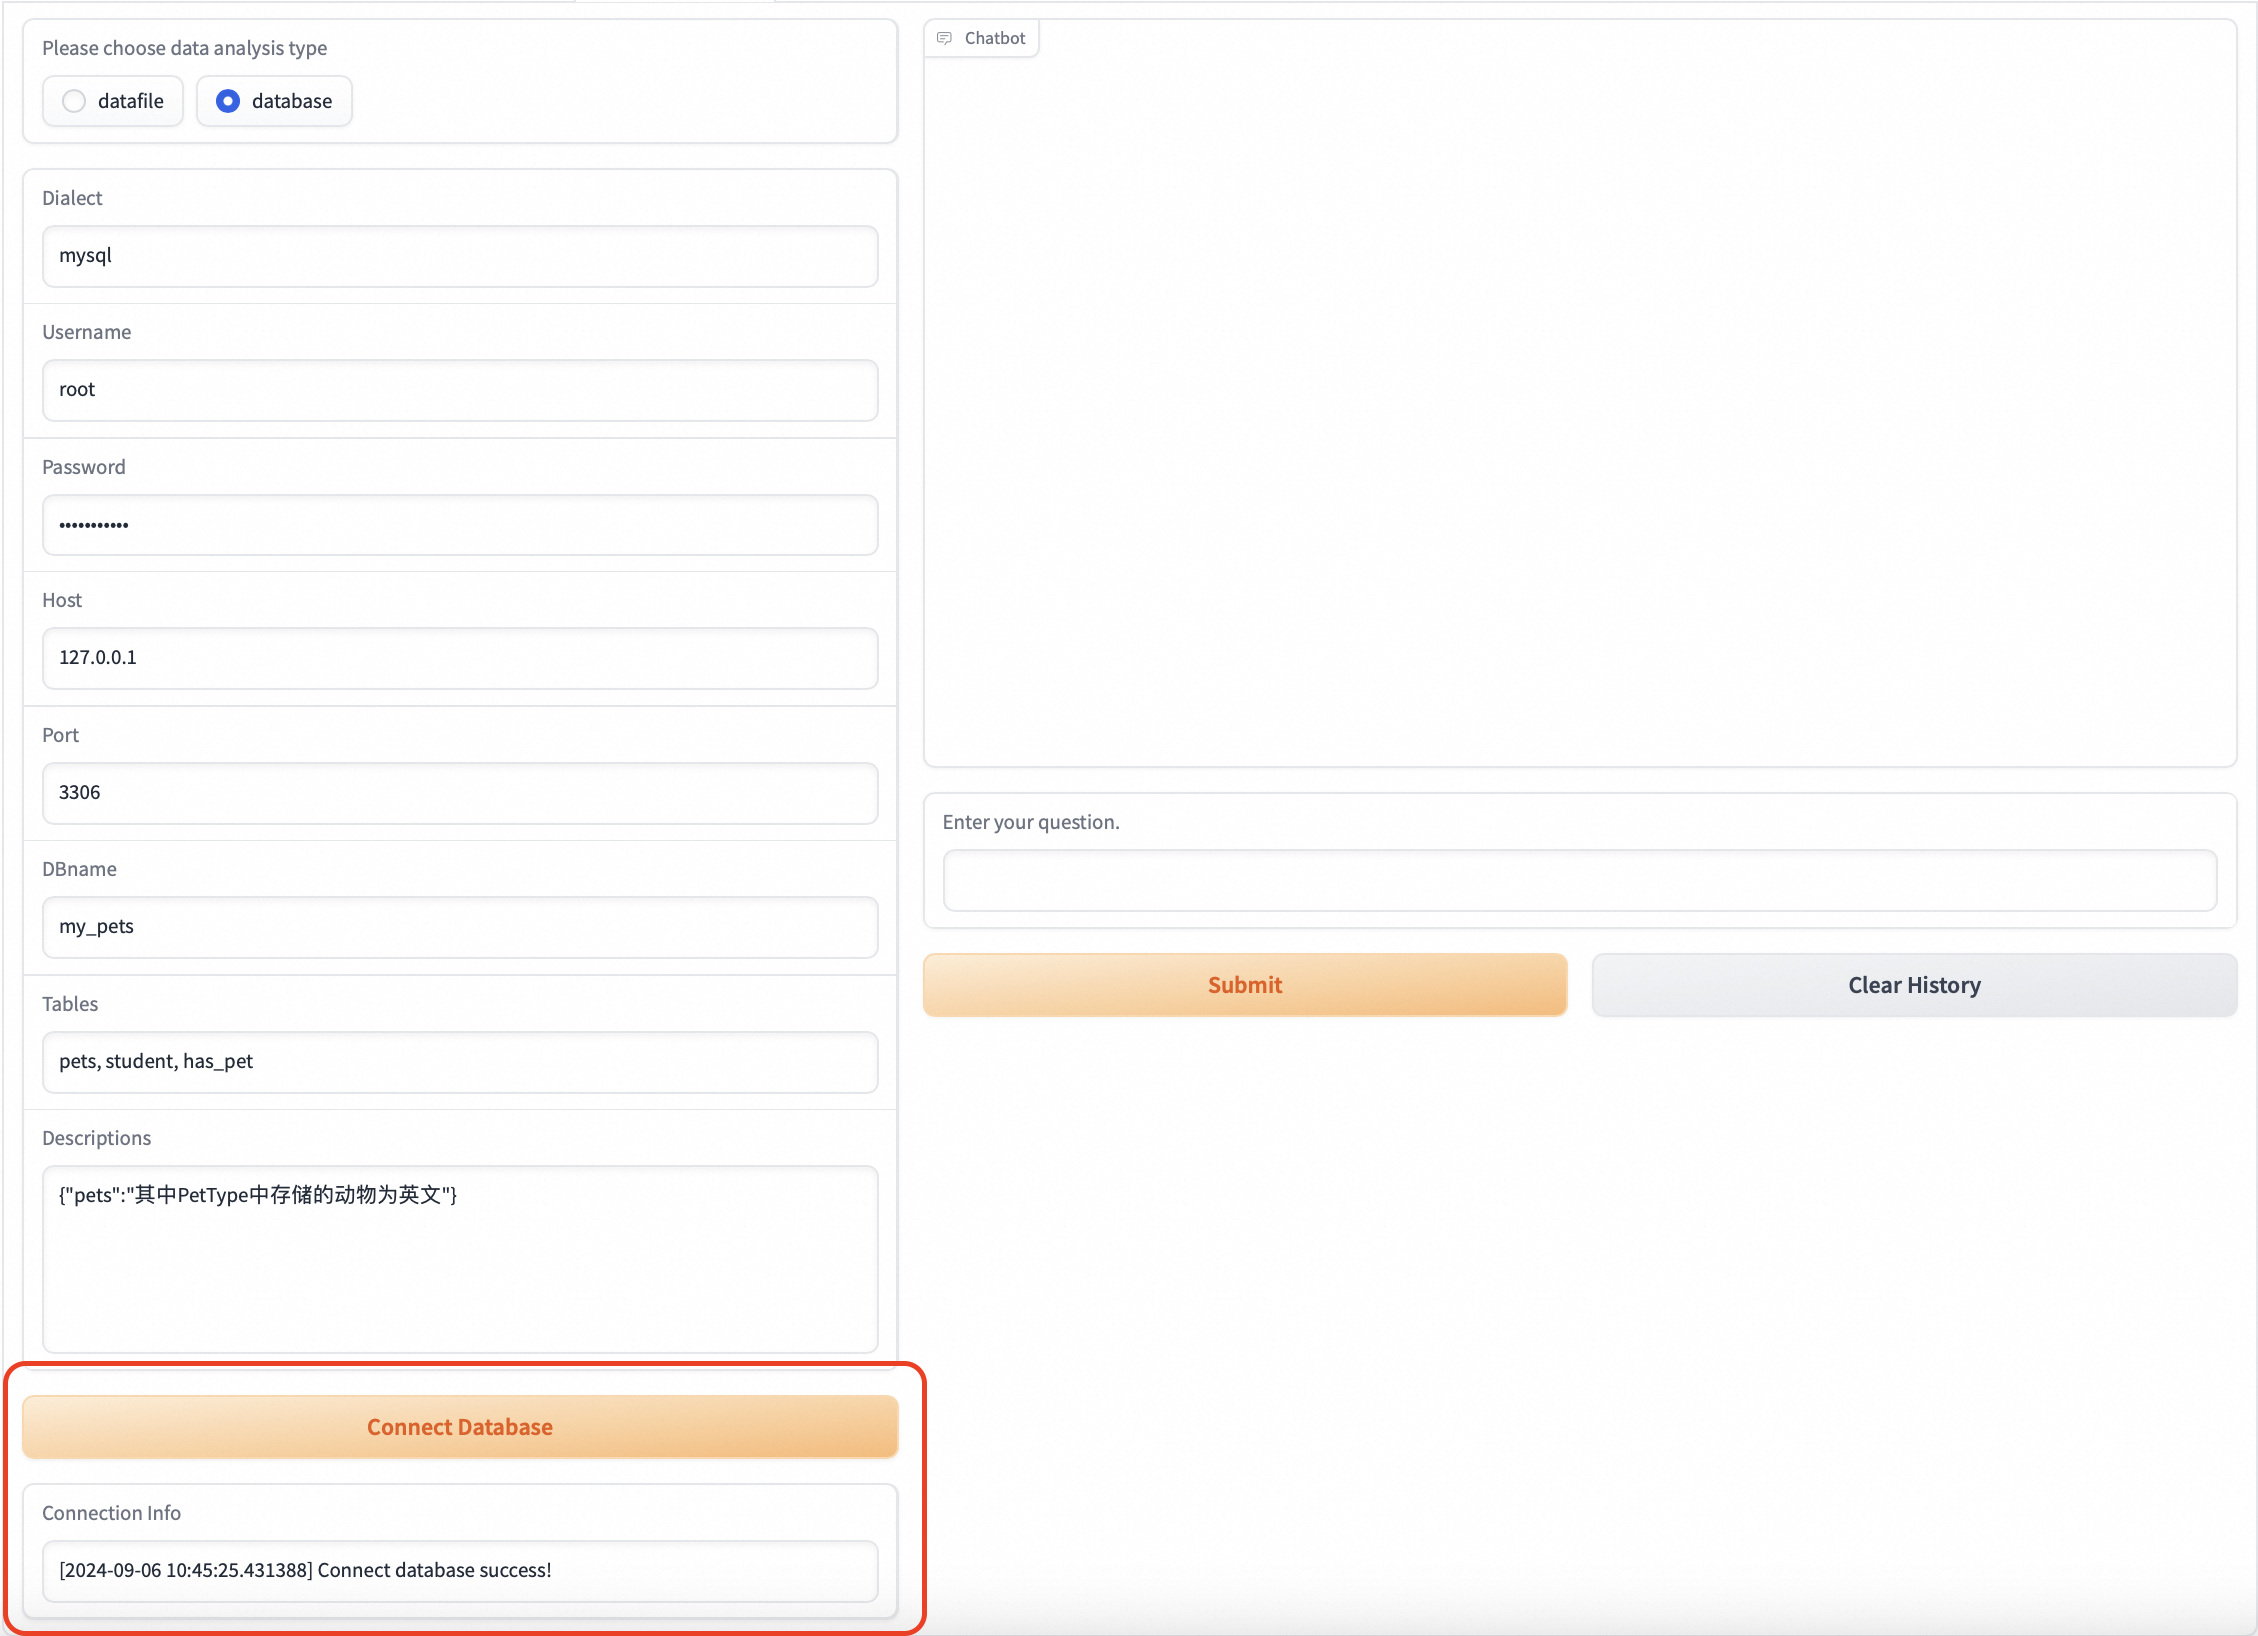 Please choose data analysis type
datafile
database
Dialect
mysql
Username
root
Password
•••••••••••
Host
127.0.0.1
Port
3306
DBname
my_pets
Tables
pets, student, has_pet
Descriptions
{"pets":"其中PetType中存储的动物为英文"}
Connect Database
Connection Info
[2024-09-06 10:45:25.431388] Connect database success!
Chatbot
Enter your question.
Submit
Clear History